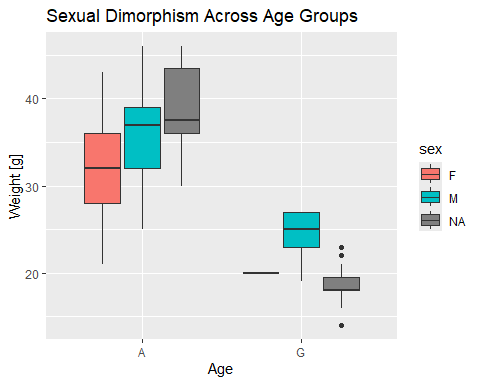 Sexual Dimorphism Across Age Groups
Weight [g]
40
30
20
A
G
Age
sex
F
M
NA